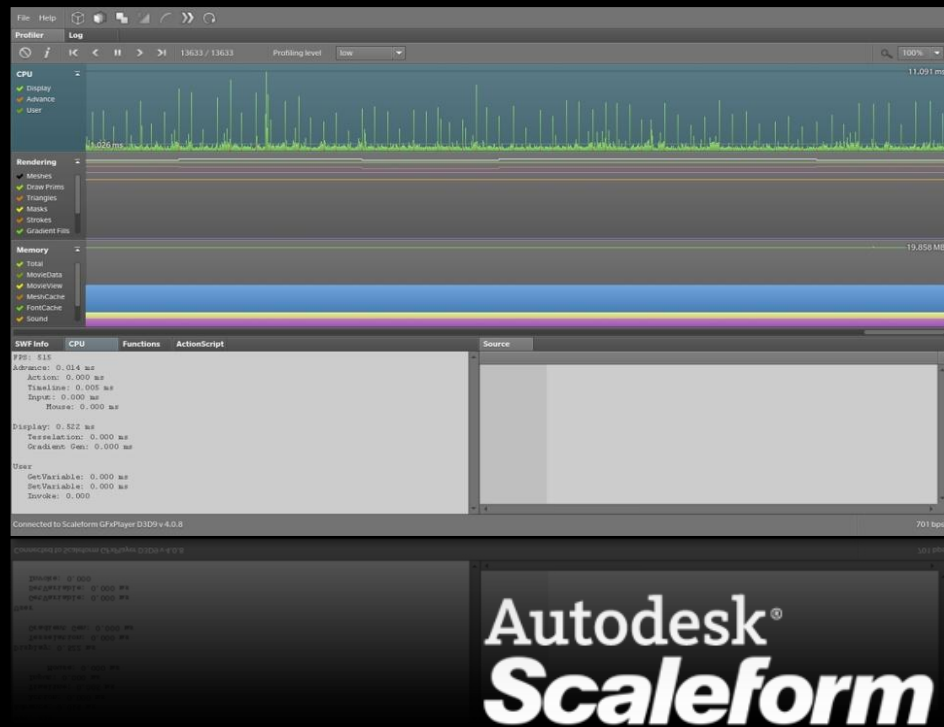 File Help
Profiler Log
13633 / 13633 Profiling level low 100%
CPU 11.091 ms
Display
Advance
User
1.026 ms
Rendering
Meshes
Draw Prims
Triangles
Masks
Strokes
Gradient Fills
Memory 19.858 MB
Total
MovieData
MovieView
MeshCache
FontCache
Sound
SWF Info CPU Functions ActionScript Source
FPS: 515
Advance: 0.014 ms
Action: 0.000 ms
Timeline: 0.005 ms
Input: 0.000 ms
Mouse: 0.000 ms
Display: 0.522 ms
Tesselation: 0.000 ms
Gradient Gen: 0.000 ms
User
GetVariable: 0.000 ms
SetVariable: 0.000 ms
Invoke: 0.000
Connected to Scaleform GFxPlayer D3D9 v 4.0.8 701 bps
Autodesk®
Scaleform